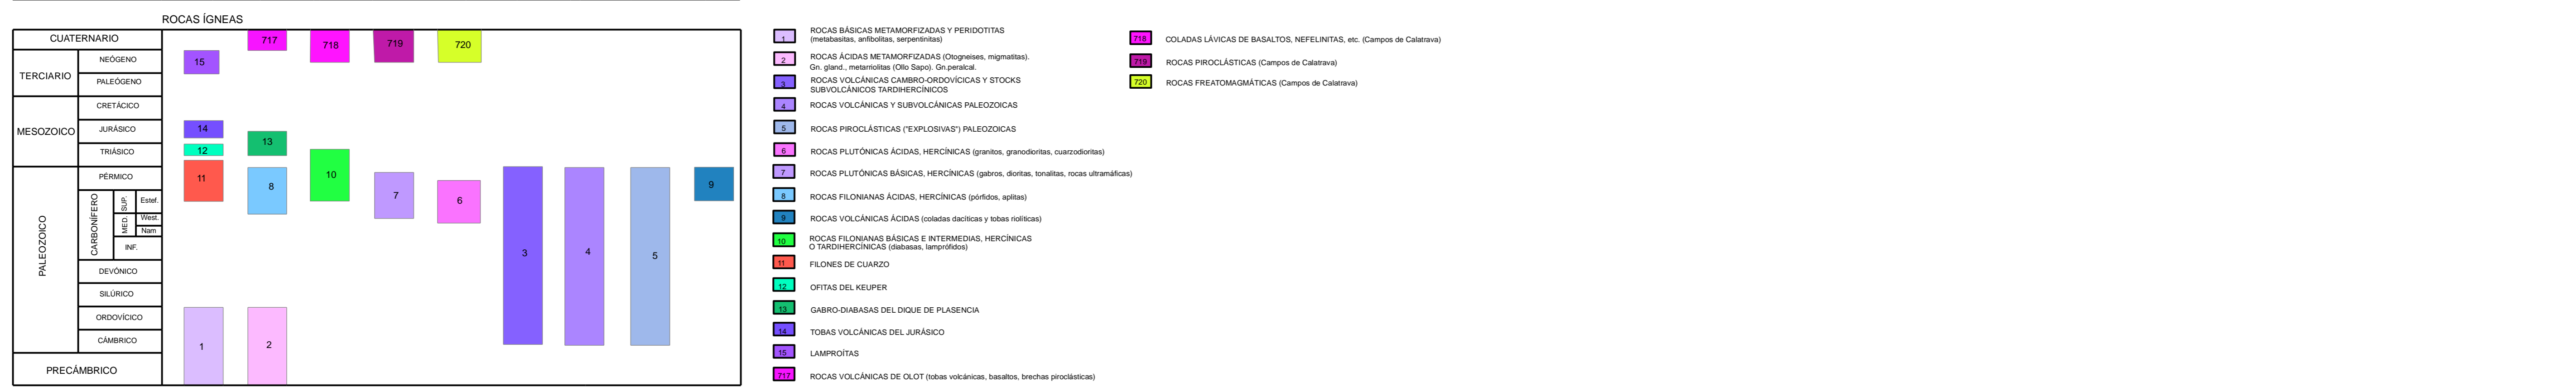 ROCAS ÍGNEAS
CUATERNARIO
TERCIARIO
NEÓGENO
PALEÓGENO
MESOZOICO
CRETÁCICO
JURÁSICO
TRIÁSICO
PALEOZOICO
PÉRMICO
CARBONÍFERO
SUP.
Estef.
MED.
West.
Nam
INF.
DEVÓNICO
SILÚRICO
ORDOVÍCICO
CÁMBRICO
PRECÁMBRICO
717
718
719
720
15
14
13
12
11
8
10
7
6
3
4
5
9
1
2
1 ROCAS BÁSICAS METAMORFIZADAS Y PERIDOTITAS
(metabasitas, anfibolitas, serpentinitas)
2 ROCAS ÁCIDAS METAMORFIZADAS (Otogneises, migmatitas).
Gn. gland., metarriolitas (Ollo Sapo). Gn.peralcal.
3 ROCAS VOLCÁNICAS CAMBRO-ORDOVÍCICAS Y STOCKS
SUBVOLCÁNICOS TARDIHERCÍNICOS
4 ROCAS VOLCÁNICAS Y SUBVOLCÁNICAS PALEOZOICAS
5 ROCAS PIROCLÁSTICAS ("EXPLOSIVAS") PALEOZOICAS
6 ROCAS PLUTÓNICAS ÁCIDAS, HERCÍNICAS (granitos, granodioritas, cuarzodioritas)
7 ROCAS PLUTÓNICAS BÁSICAS, HERCÍNICAS (gabros, dioritas, tonalitas, rocas ultramáficas)
8 ROCAS FILONIANAS ÁCIDAS, HERCÍNICAS (pórfidos, aplitas)
9 ROCAS VOLCÁNICAS ÁCIDAS (coladas dacíticas y tobas riolíticas)
10 ROCAS FILONIANAS BÁSICAS E INTERMEDIAS, HERCÍNICAS
O TARDIHERCÍNICAS (diabasas, lamprófidos)
11 FILONES DE CUARZO
12 OFITAS DEL KEUPER
13 GABRO-DIABASAS DEL DIQUE DE PLASENCIA
14 TOBAS VOLCÁNICAS DEL JURÁSICO
15 LAMPROÍTAS
717 ROCAS VOLCÁNICAS DE OLOT (tobas volcánicas, basaltos, brechas piroclásticas)
718 COLADAS LÁVICAS DE BASALTOS, NEFELINITAS, etc. (Campos de Calatrava)
719 ROCAS PIROCLÁSTICAS (Campos de Calatrava)
720 ROCAS FREATOMAGMÁTICAS (Campos de Calatrava)